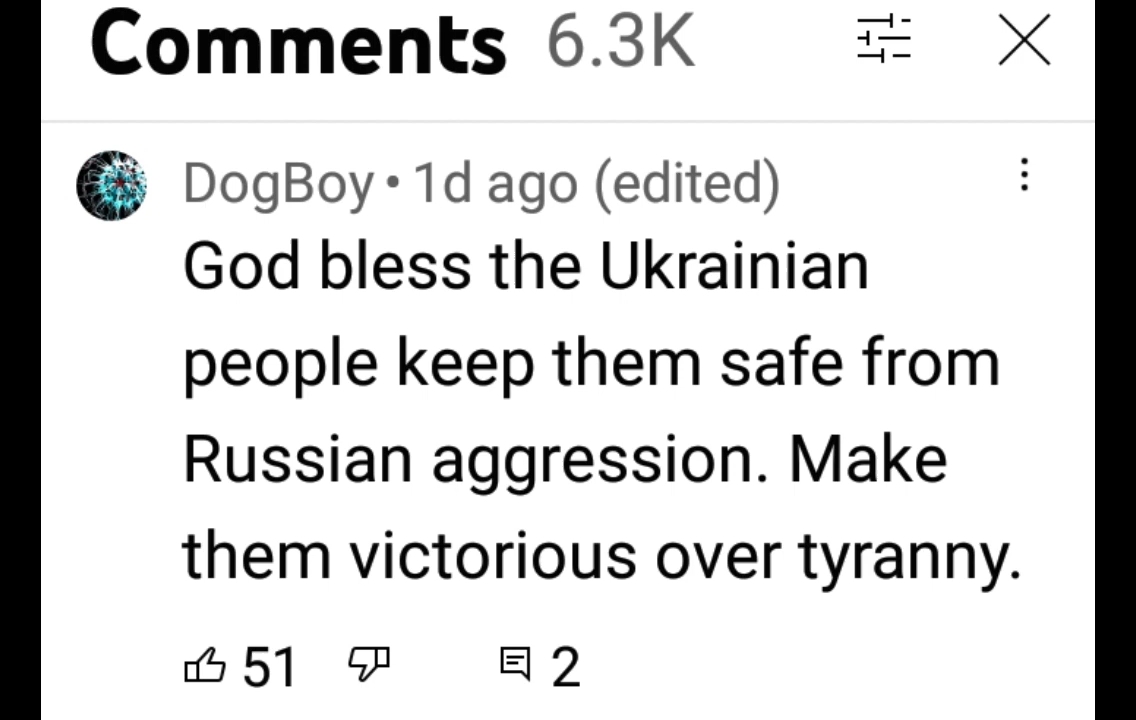 Comments 6.3K
DogBoy • 1d ago (edited)
God bless the Ukrainian
people keep them safe from
Russian aggression. Make
them victorious over tyranny.
51 2